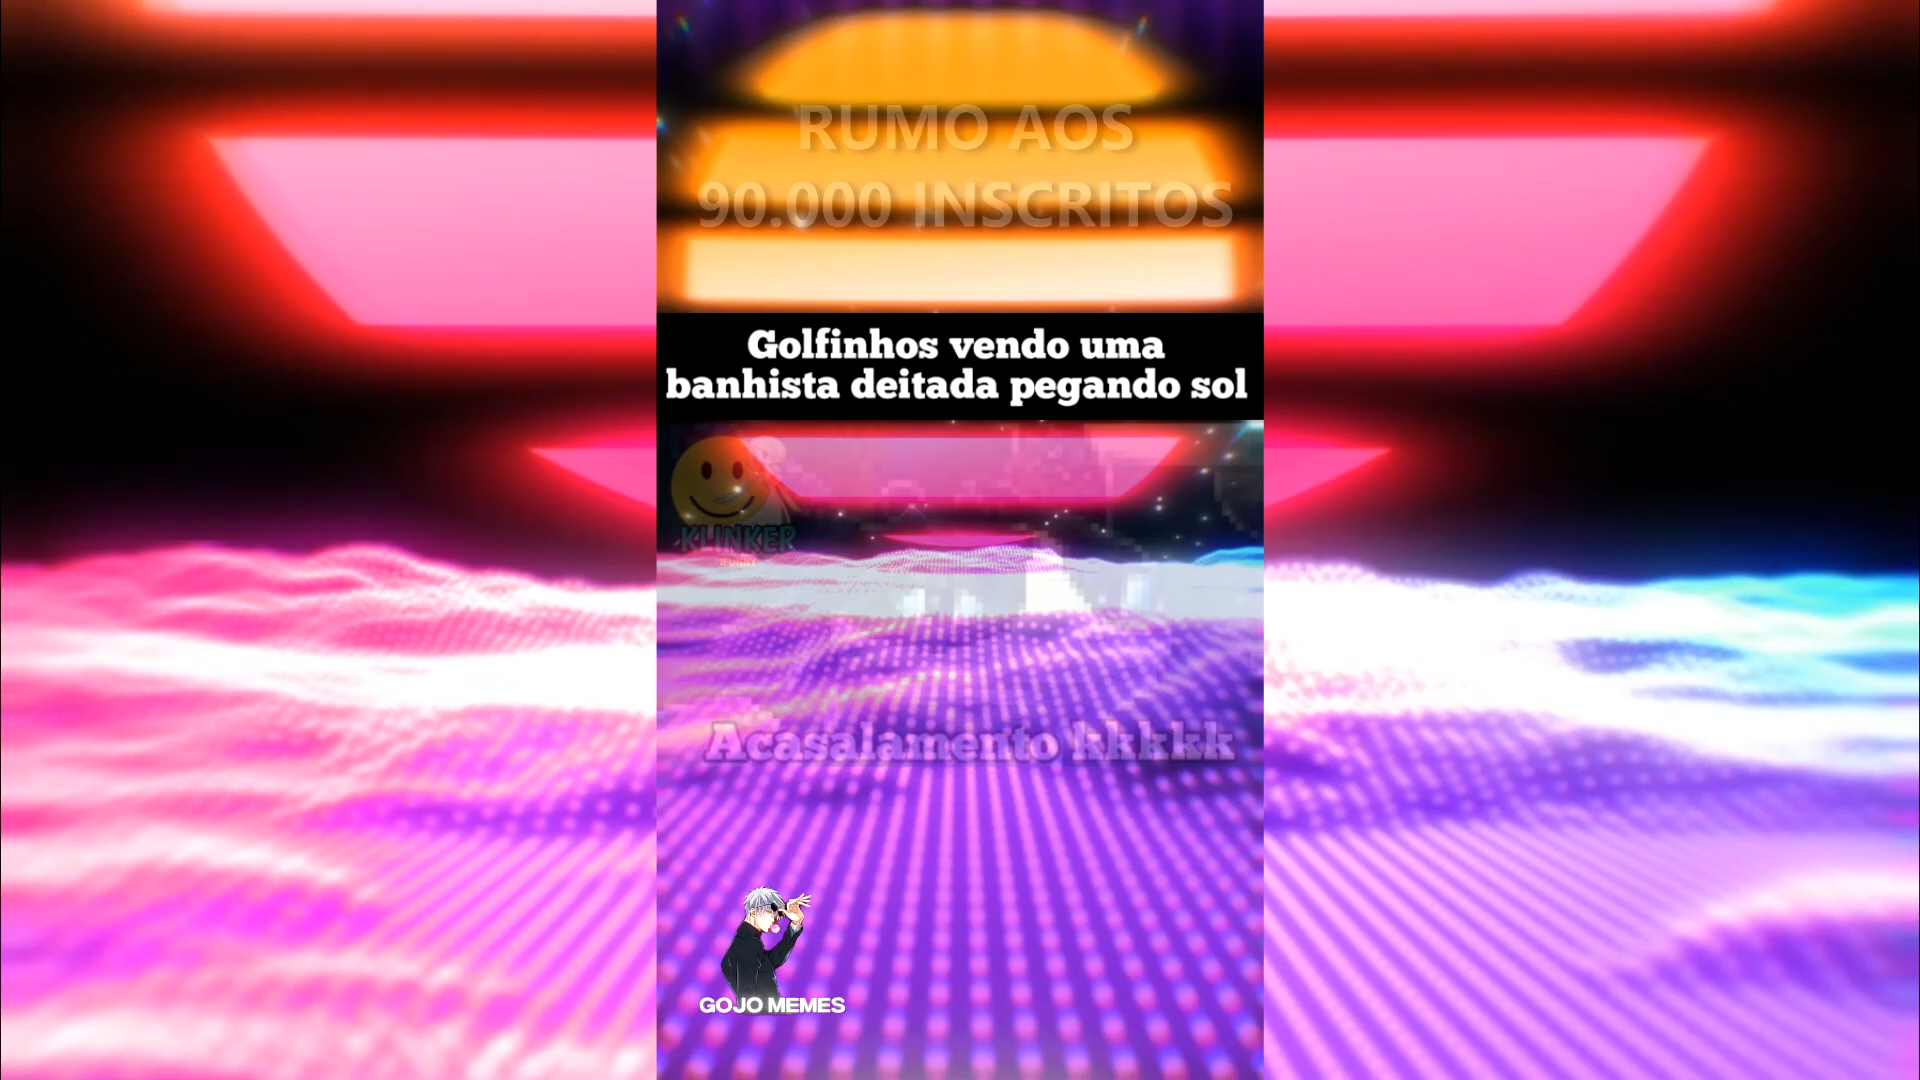 RUMO AOS
90.000 INSCRITOS
Golfinhos vendo uma
banhista deitada pegando sol
KLINKER
Acasalamento kkkkk
GOJO MEMES